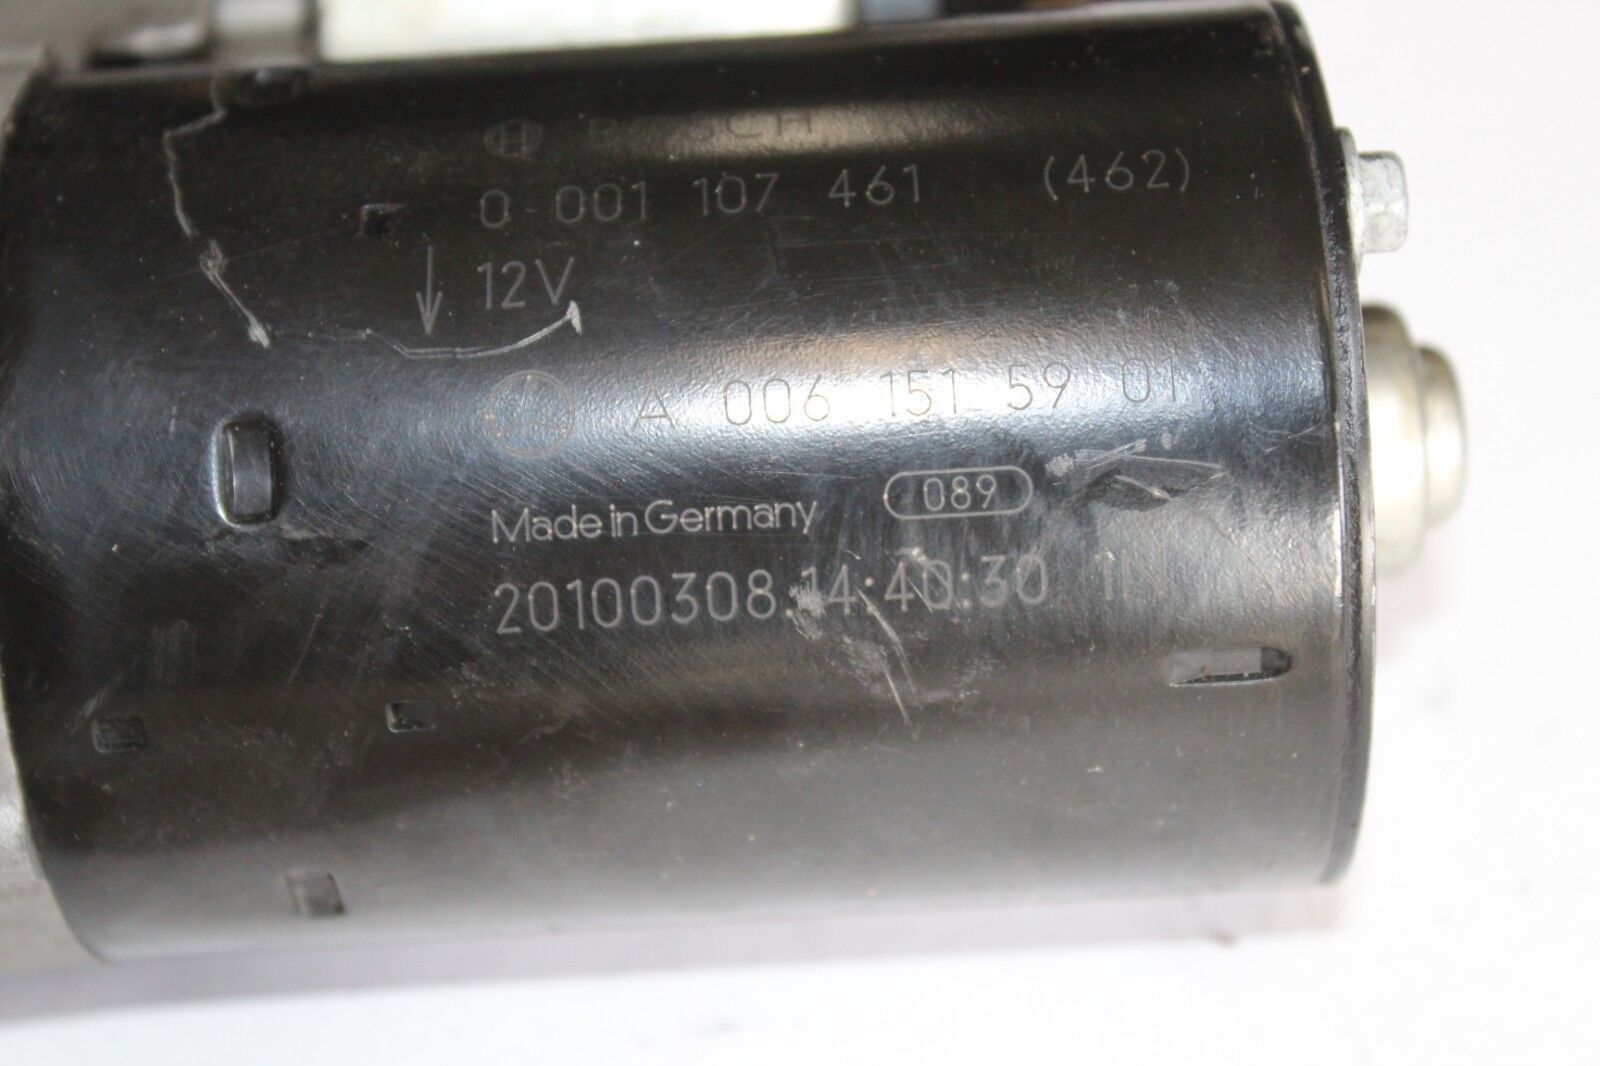 BOSCH
0 001 107 461 (462)
12V
A 006 151 59 01
Made in Germany 089
20100308.14:40:30